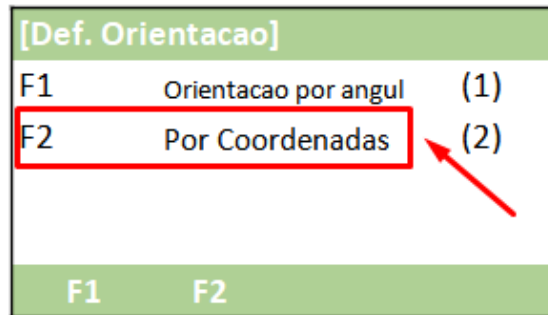 [Def. Orientacao]
F1 Orientacao por angul (1)
F2 Por Coordenadas (2)
F1 F2